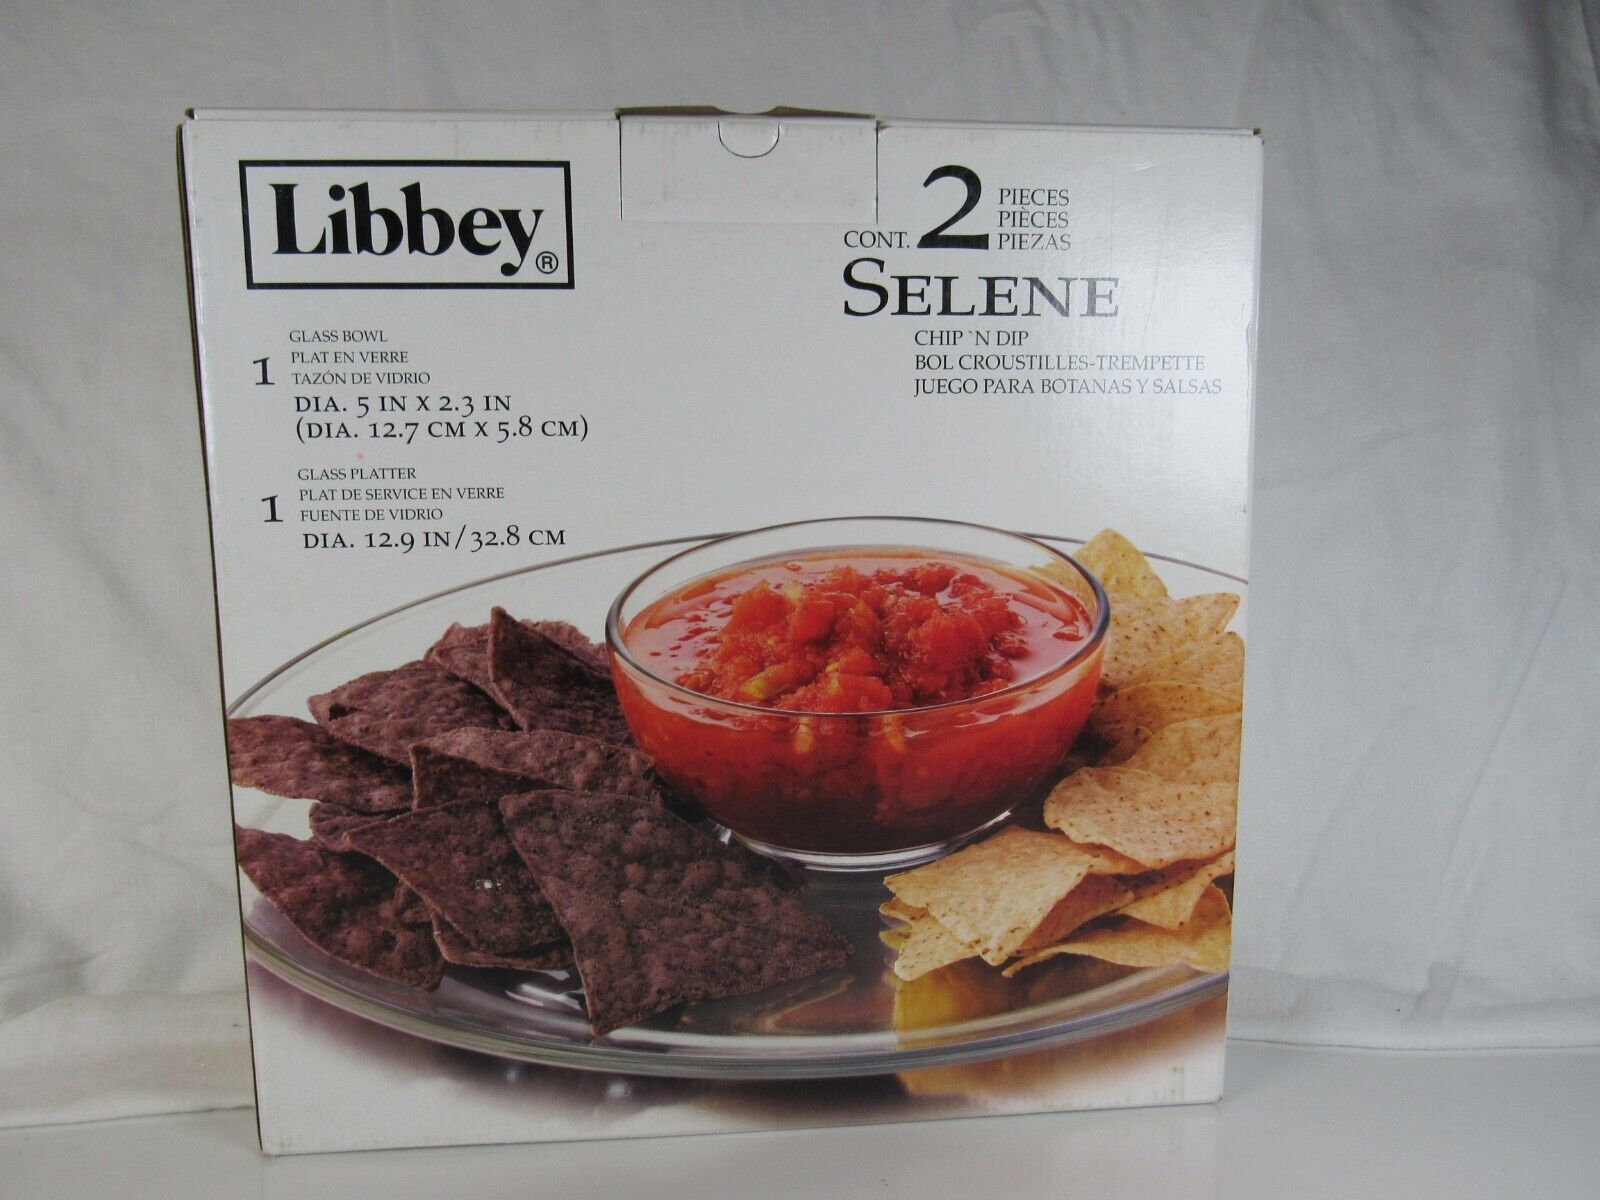 Libbey®
CONT. 2 PIECES
PIÈCES
PIEZAS
SELENE
CHIP `N DIP
BOL CROUSTILLES-TREMPETTE
JUEGO PARA BOTANAS Y SALSAS
1 GLASS BOWL
PLAT EN VERRE
TAZÓN DE VIDRIO
DIA. 5 IN X 2.3 IN
(DIA. 12.7 CM X 5.8 CM)
1 GLASS PLATTER
PLAT DE SERVICE EN VERRE
FUENTE DE VIDRIO
DIA. 12.9 IN/32.8 CM